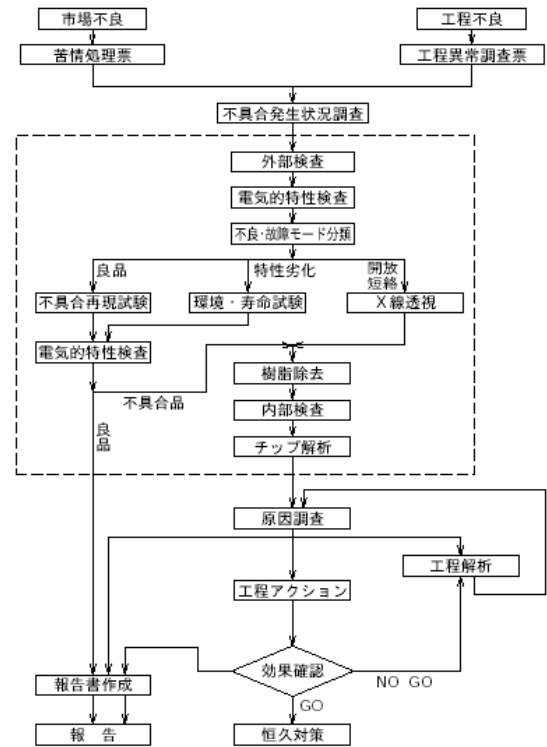 市場不良
工程不良
苦情処理票
工程異常調査票
不具合発生状況調査
外部検査
電気的特性検査
不良・故障モード分類
良品
特性劣化
開放
短絡
不具合再現試験
環境・寿命試験
X線透視
電気的特性検査
樹脂除去
不具合品
内部検査
良品
チップ解析
原因調査
工程解析
工程アクション
効果確認
報告書作成
NO GO
GO
報　告
恒久対策